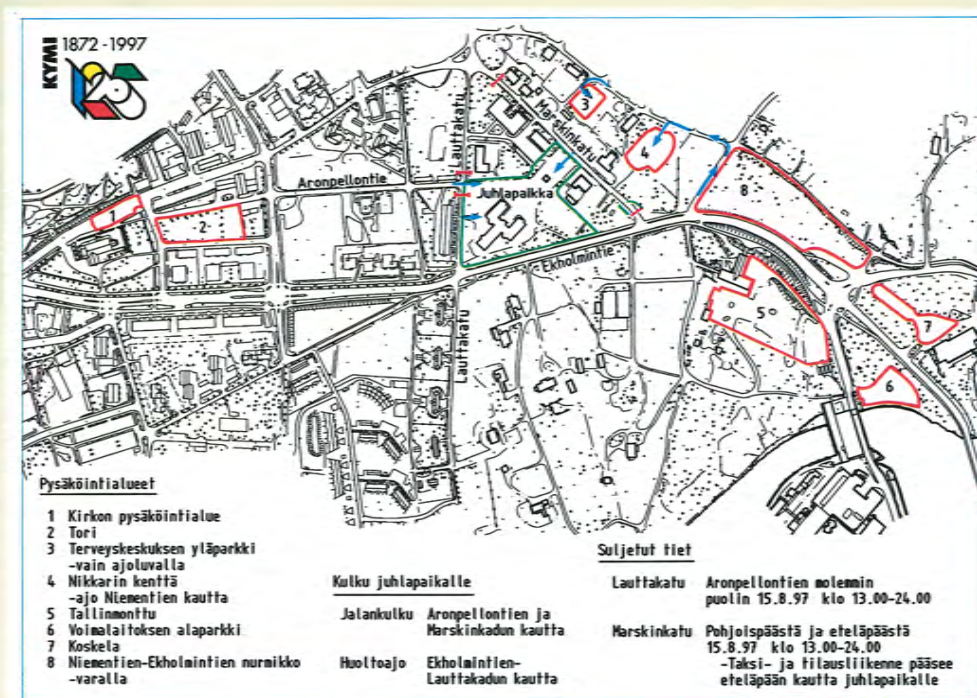 KYMI
1872 - 1997
125
Lauttakatu
Marskinkatu
3
4
Aronpellontie
8
1
2
Juhlapaikka
Ekholmintie
Lauttakatu
5
7
6
Pysäköintialueet
1 Kirkon pysäköintialue
2 Tori
3 Terveyskeskuksen yläparkki
-vain ajoluvalla
4 Nikkarin kenttä
-ajo Niementien kautta
5 Tallinmonttu
6 Voimalaitoksen alaparkki
7 Koskela
8 Niementien-Ekholmintien nurmikko
-varalla
Kulku juhlapaikalle
Jalankulku Aronpellontien ja
Marskinkadun kautta
Huoltoajo Ekholmintien-
Lauttakadun kautta
Suljetut tiet
Lauttakatu Aronpellontien molemmin
puolin 15.8.97 klo 13.00-24.00
Marskinkatu Pohjoispäästä ja eteläpäästä
15.8.97 klo 13.00-24.00
-Taksi- ja tilausliikenne pääsee
eteläpään kautta juhlapaikalle